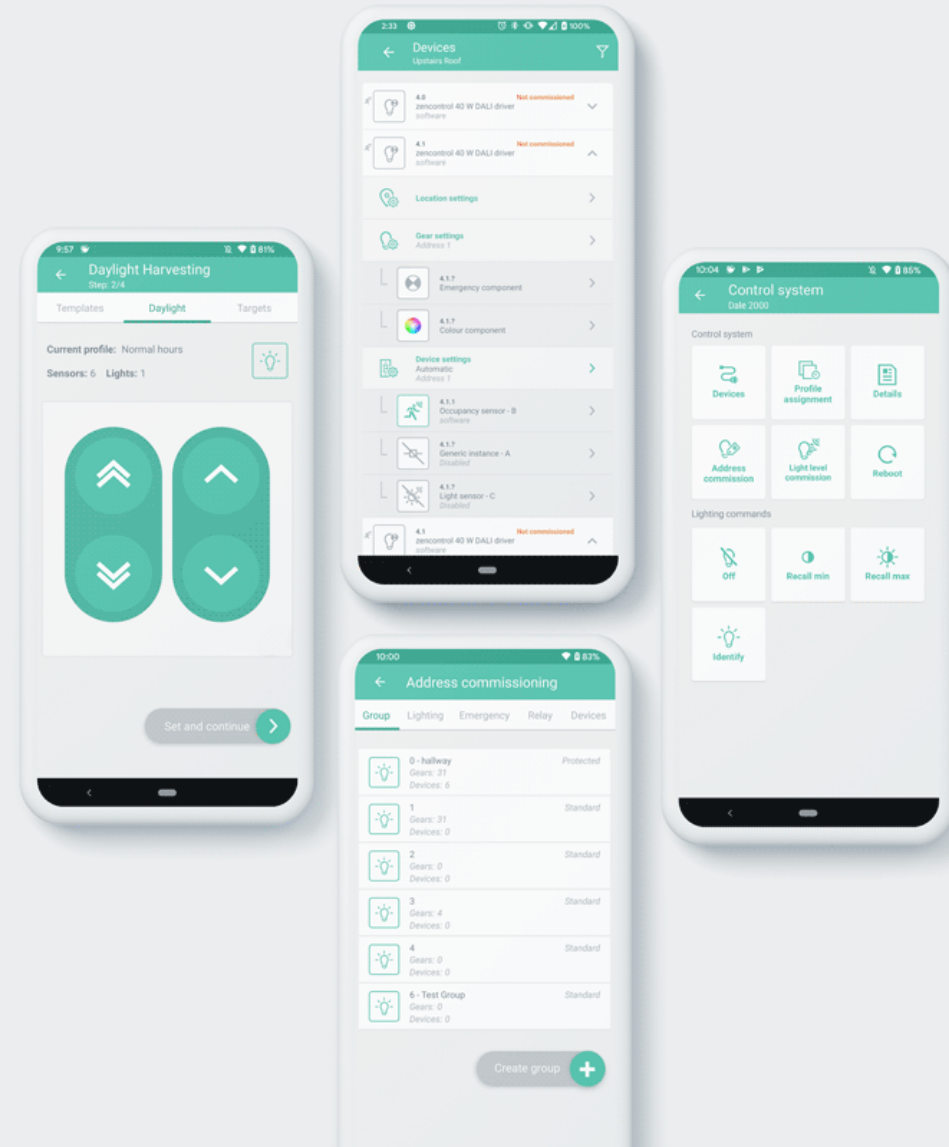 2:33
100%
Devices
Upstairs Roof
4.0
Not commissioned
zencontrol 40 W DALI driver
software
4.1
Not commissioned
zencontrol 40 W DALI driver
software
Location settings
Gear settings
Address 1
4.1.?
Emergency component
4.1.?
Colour component
Device settings
Automatic
Address 1
4.1.1
Occupancy sensor - B
software
4.1.?
Generic instance - A
Disabled
4.1.?
Light sensor - C
Disabled
4.1
Not commissioned
zencontrol 40 W DALI driver
software
9:57
81%
Daylight Harvesting
Step: 2/4
Templates
Daylight
Targets
Current profile: Normal hours
Sensors: 6 Lights: 1
Set and continue
10:04
85%
Control system
Dale 2000
Control system
Devices
Profile
assignment
Details
Address
commission
Light level
commission
Reboot
Lighting commands
Off
Recall min
Recall max
Identify
10:00
83%
Address commissioning
Group
Lighting
Emergency
Relay
Devices
0 - hallway
Protected
Gears: 31
Devices: 6
1
Standard
Gears: 31
Devices: 0
2
Standard
Gears: 0
Devices: 0
3
Standard
Gears: 4
Devices: 0
4
Standard
Gears: 0
Devices: 0
6 - Test Group
Standard
Gears: 0
Devices: 0
Create group